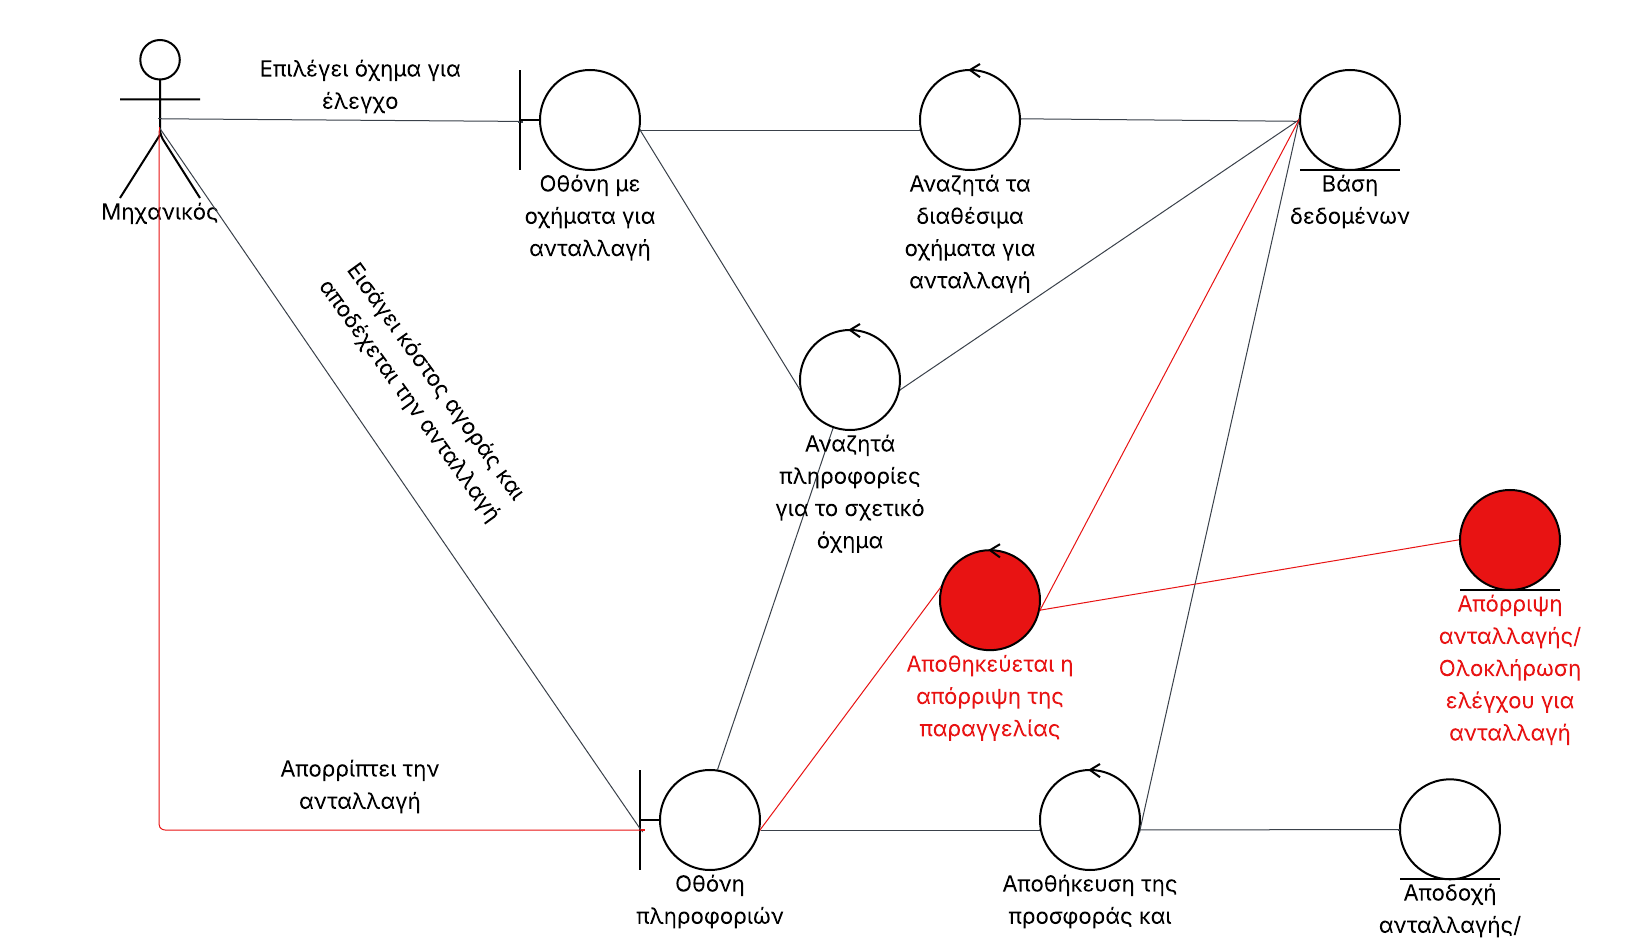 Επιλέγει όχημα για
έλεγχο
Μηχανικός
Οθόνη με
οχήματα για
ανταλλαγή
Αναζητά τα
διαθέσιμα
οχήματα για
ανταλλαγή
Βάση
δεδομένων
Εισάγει κόστος αγοράς και
αποδέχεται την ανταλλαγή
Αναζητά
πληροφορίες
για το σχετικό
όχημα
Αποθηκεύεται η
απόρριψη της
παραγγελίας
Απόρριψη
ανταλλαγής/
Ολοκλήρωση
ελέγχου για
ανταλλαγή
Απορρίπτει την
ανταλλαγή
Οθόνη
πληροφοριών
Αποθήκευση της
προσφοράς και
Αποδοχή
ανταλλαγής/